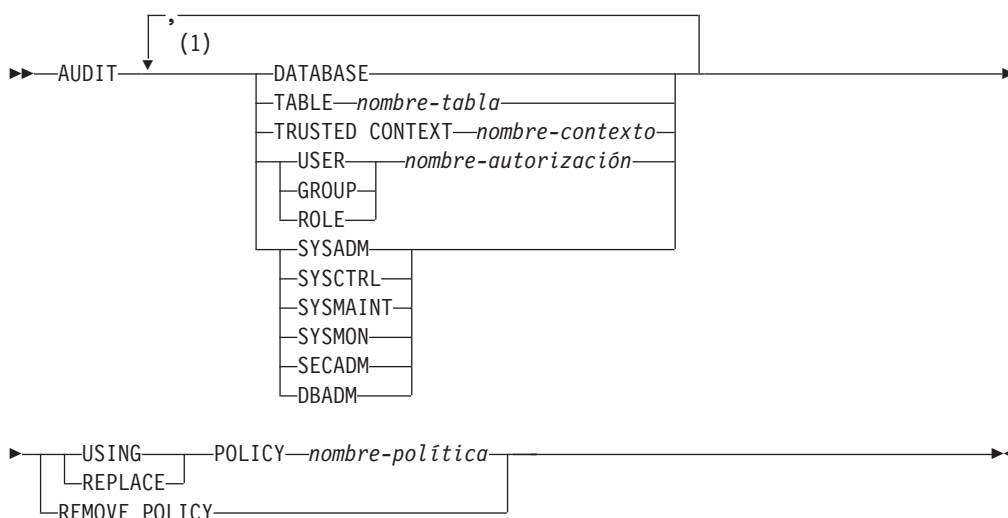 ,
(1)
AUDIT DATABASE
TABLE nombre-tabla
TRUSTED CONTEXT nombre-contexto
USER nombre-autorización
GROUP
ROLE
SYSADM
SYSCTRL
SYSMAINT
SYSMON
SECADM
DBADM
USING POLICY nombre-política
REPLACE
REMOVE POLICY